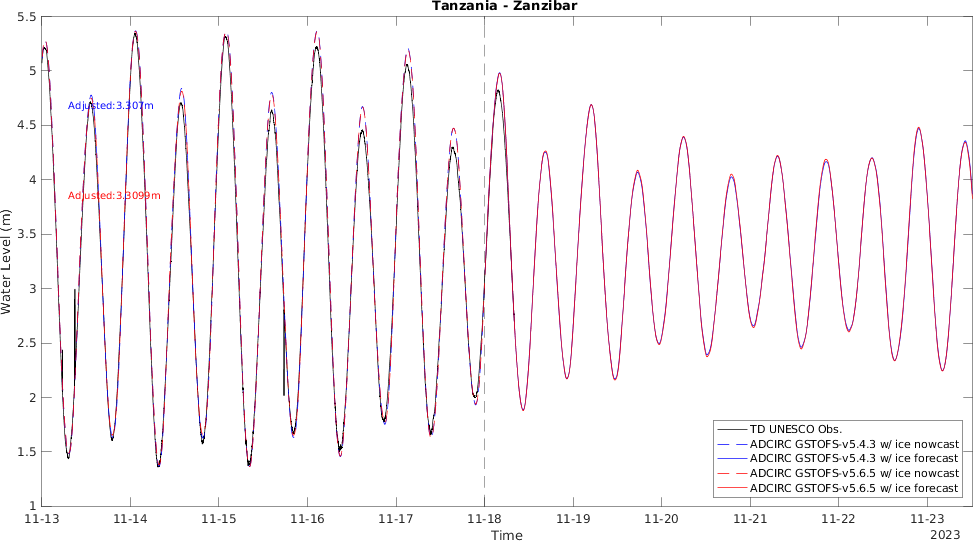 Tanzania - Zanzibar
5.5
5
4.5
4
3.5
3
2.5
2
1.5
1
Water Level (m)
Adjusted:3.307m
Adjusted:3.3099m
TD UNESCO Obs.
ADCIRC GSTOFS-v5.4.3 w/ ice nowcast
ADCIRC GSTOFS-v5.4.3 w/ ice forecast
ADCIRC GSTOFS-v5.6.5 w/ ice nowcast
ADCIRC GSTOFS-v5.6.5 w/ ice forecast
11-13 11-14 11-15 11-16 11-17 11-18 11-19 11-20 11-21 11-22 11-23
Time
2023